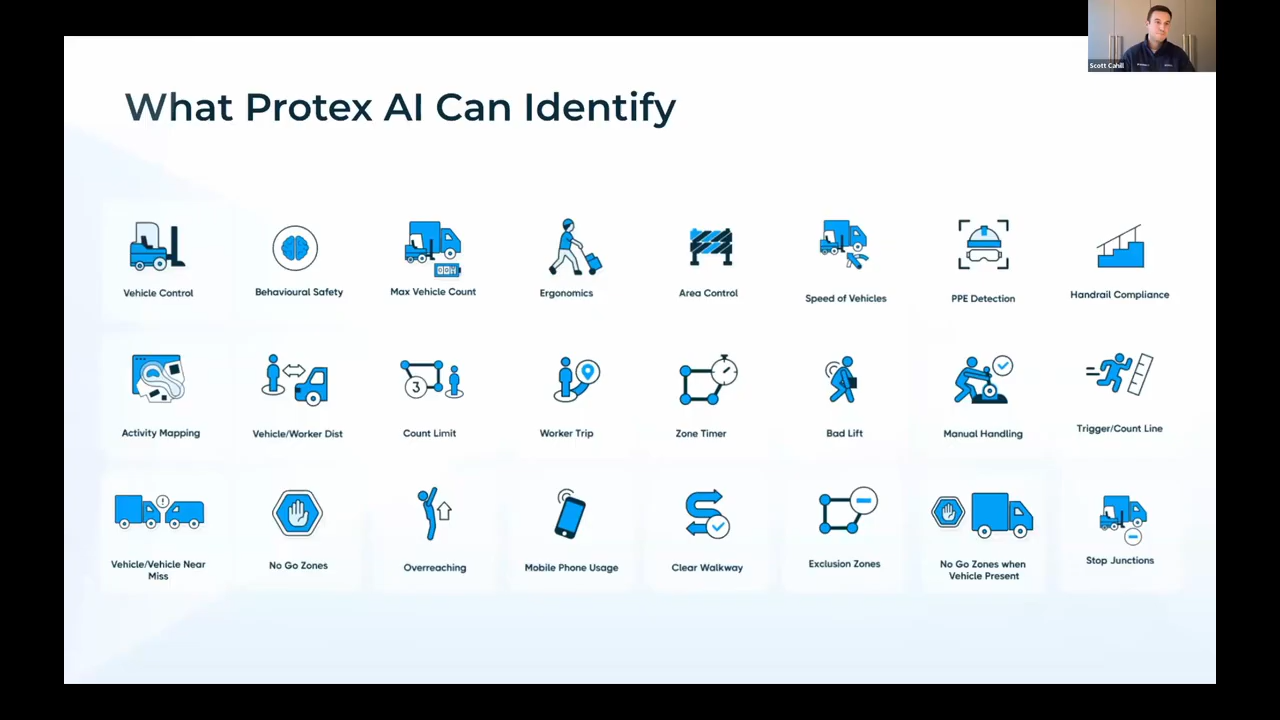 Scott Cahill
What Protex AI Can Identify
Vehicle Control
Behavioural Safety
Max Vehicle Count
Ergonomics
Area Control
Speed of Vehicles
PPE Detection
Handrail Compliance
Activity Mapping
Vehicle/Worker Dist
3
Count Limit
Worker Trip
Zone Timer
Bad Lift
Manual Handling
Trigger/Count Line
Vehicle/Vehicle Near
Miss
No Go Zones
Overreaching
Mobile Phone Usage
Clear Walkway
Exclusion Zones
No Go Zones when
Vehicle Present
Stop Junctions